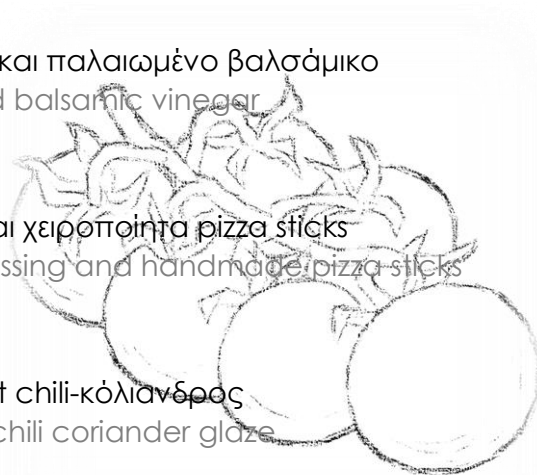 και παλαιωμένο βαλσάμικο
d balsamic vinegar
αι χειροποίητα pizza sticks
ssing and handmade pizza sticks
t chili-κόλιανδρος
chili coriander glaze